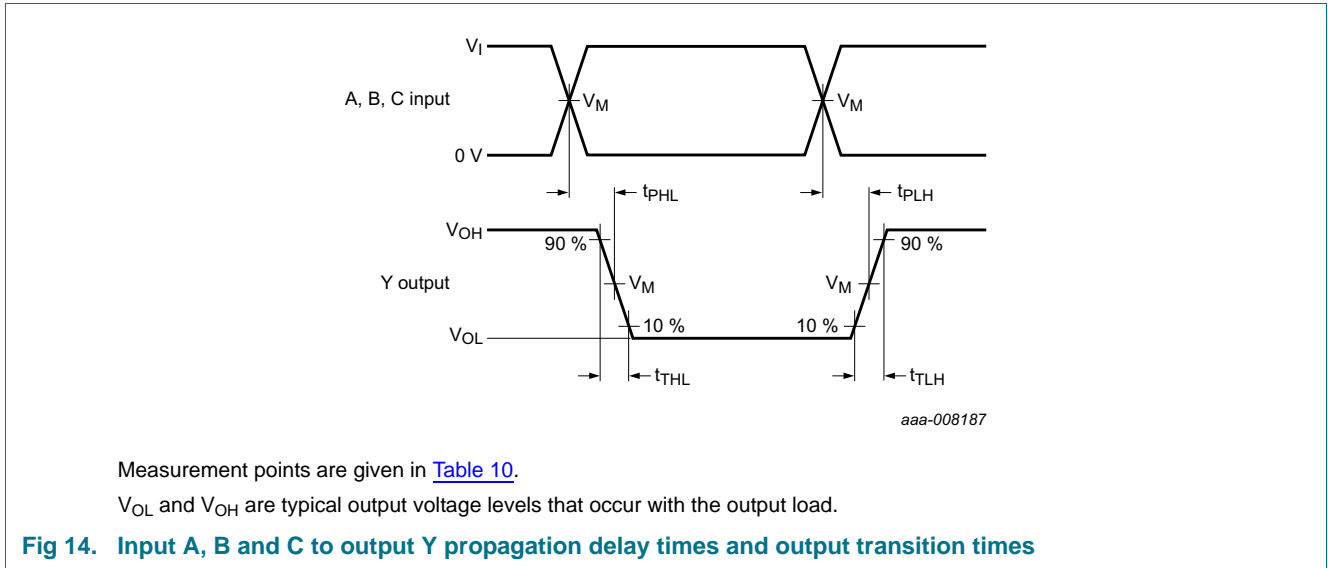 VI
A, B, C input
VM
VM
0 V
tPHL
tPLH
VOH
90 %
90 %
Y output
VM
VM
10 %
10 %
VOL
tTHL
tTLH
aaa-008187
Measurement points are given in Table 10.
VOL and VOH are typical output voltage levels that occur with the output load.
Fig 14. Input A, B and C to output Y propagation delay times and output transition times